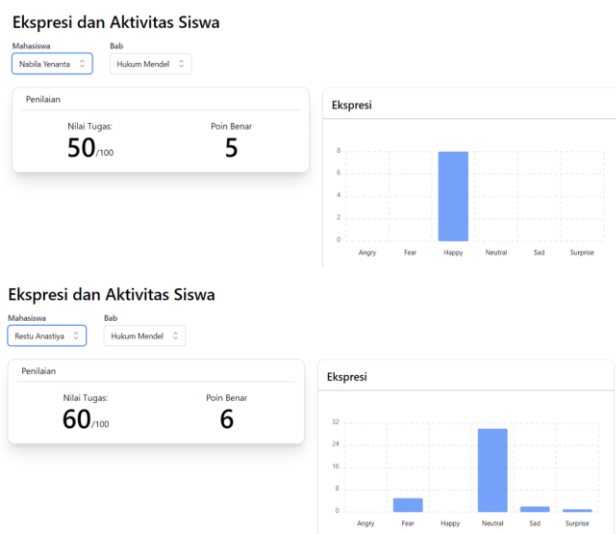 Ekspresi dan Aktivitas Siswa
Mahasiswa Bab
Nabila Yenanta Hukum Mendel
Penilaian
Nilai Tugas: Poin Benar
50/100 5
Ekspresi
8
6
4
2
0
Angry Fear Happy Neutral Sad Surprise
Ekspresi dan Aktivitas Siswa
Mahasiswa Bab
Restu Anastiya Hukum Mendel
Penilaian
Nilai Tugas: Poin Benar
60/100 6
Ekspresi
32
24
16
8
0
Angry Fear Happy Neutral Sad Surprise